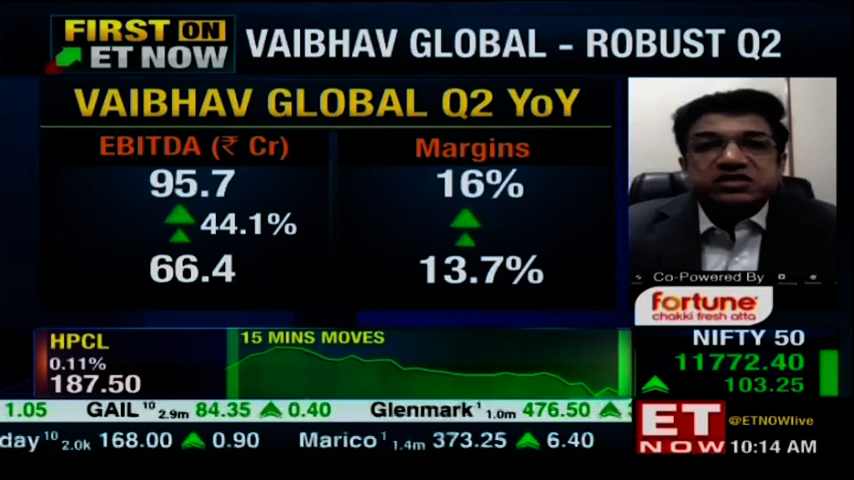 FIRST ON
ET NOW
VAIBHAV GLOBAL - ROBUST Q2
VAIBHAV GLOBAL Q2 YoY
EBITDA (₹ Cr)
Margins
95.7
16%
44.1%
66.4
13.7%
Co-Powered By
fortune
chakki fresh atta
HPCL
0.11%
187.50
15 MINS MOVES
NIFTY 50
11772.40
103.25
1.05 GAIL 10 2.9m 84.35 0.40 Glenmark 1 1.0m 476.50
day 10 2.0k 168.00 0.90 Marico 1 1.4m 373.25 6.40
ET
NOW
@ETNOWlive
10:14 AM